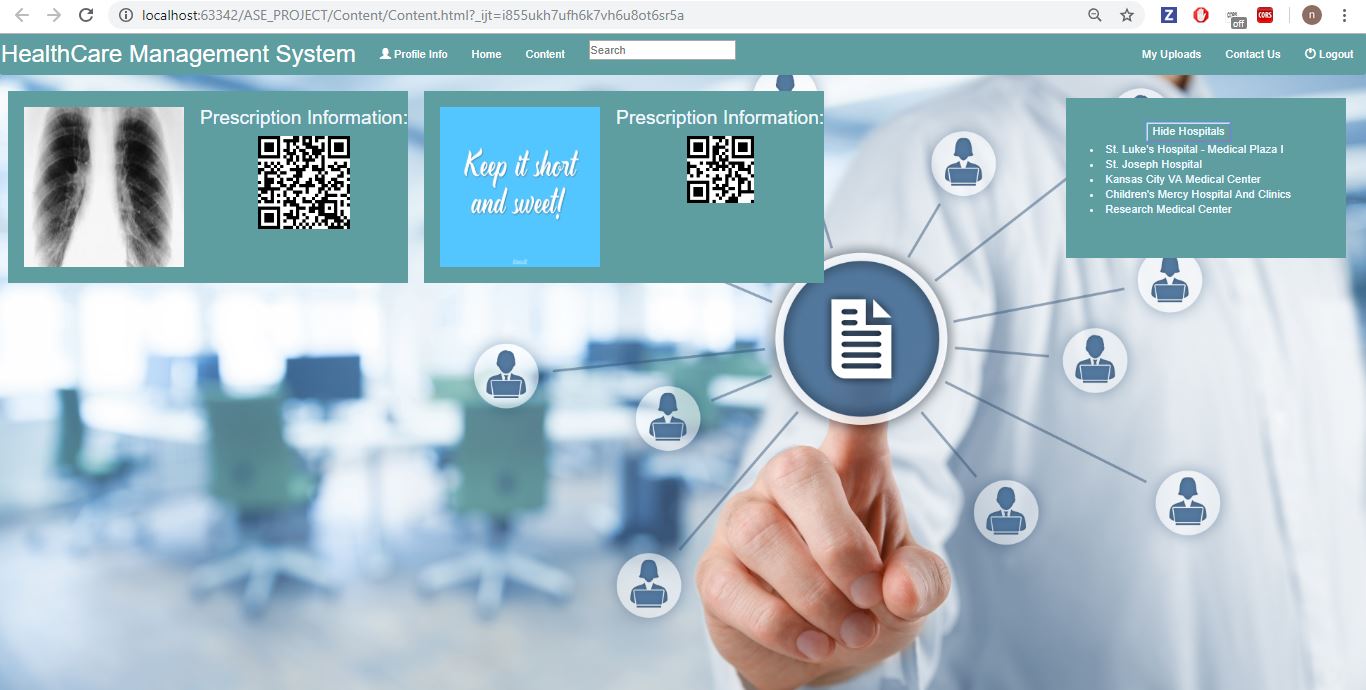 localhost:63342/ASE_PROJECT/Content/Content.html?_ijt=i855ukh7ufh6k7vh6u8ot6sr5a
Z
off
CORS
n
HealthCare Management System
Profile Info
Home
Content
Search
My Uploads
Contact Us
Logout
Prescription Information:
Keep it short
and sweet!
Prescription Information:
Hide Hospitals
St. Luke's Hospital - Medical Plaza I
St. Joseph Hospital
Kansas City VA Medical Center
Children's Mercy Hospital And Clinics
Research Medical Center